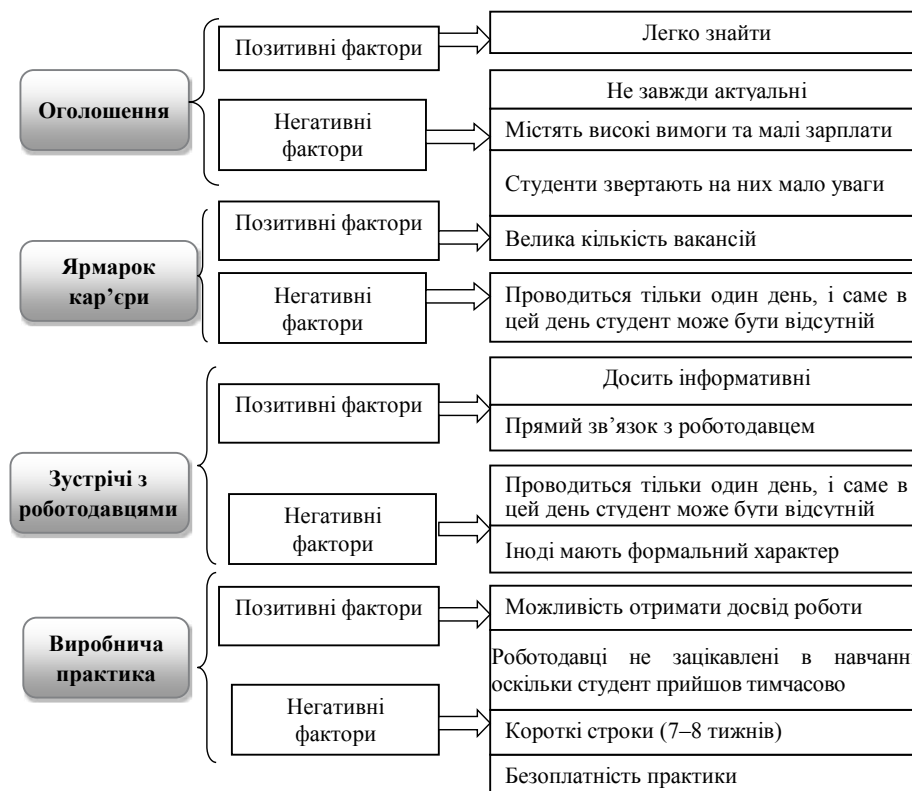 Оголошення
Позитивні фактори
Легко знайти
Негативні
фактори
Не завжди актуальні
Містять високі вимоги та малі зарплати
Студенти звертають на них мало уваги
Ярмарок
кар’єри
Позитивні фактори
Велика кількість вакансій
Негативні
фактори
Проводиться тільки один день, і саме в
цей день студент може бути відсутній
Зустрічі з
роботодавцями
Позитивні фактори
Досить інформативні
Прямий зв’язок з роботодавцем
Негативні
фактори
Проводиться тільки один день, і саме в
цей день студент може бути відсутній
Іноді мають формальний характер
Виробнича
практика
Позитивні фактори
Можливість отримати досвід роботи
Негативні
фактори
Роботодавці не зацікавлені в навчанні
оскільки студент прийшов тимчасово
Короткі строки (7–8 тижнів)
Безоплатність практики